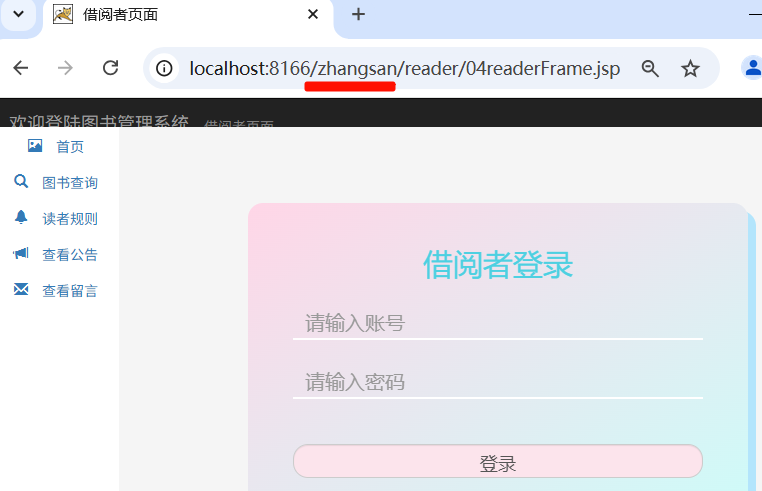 借阅者页面
localhost:8166/zhangsan/reader/04readerFrame.jsp
欢迎登陆图书管理系统 借阅者页面
首页
图书查询
读者规则
查看公告
查看留言
借阅者登录
请输入账号
请输入密码
登录